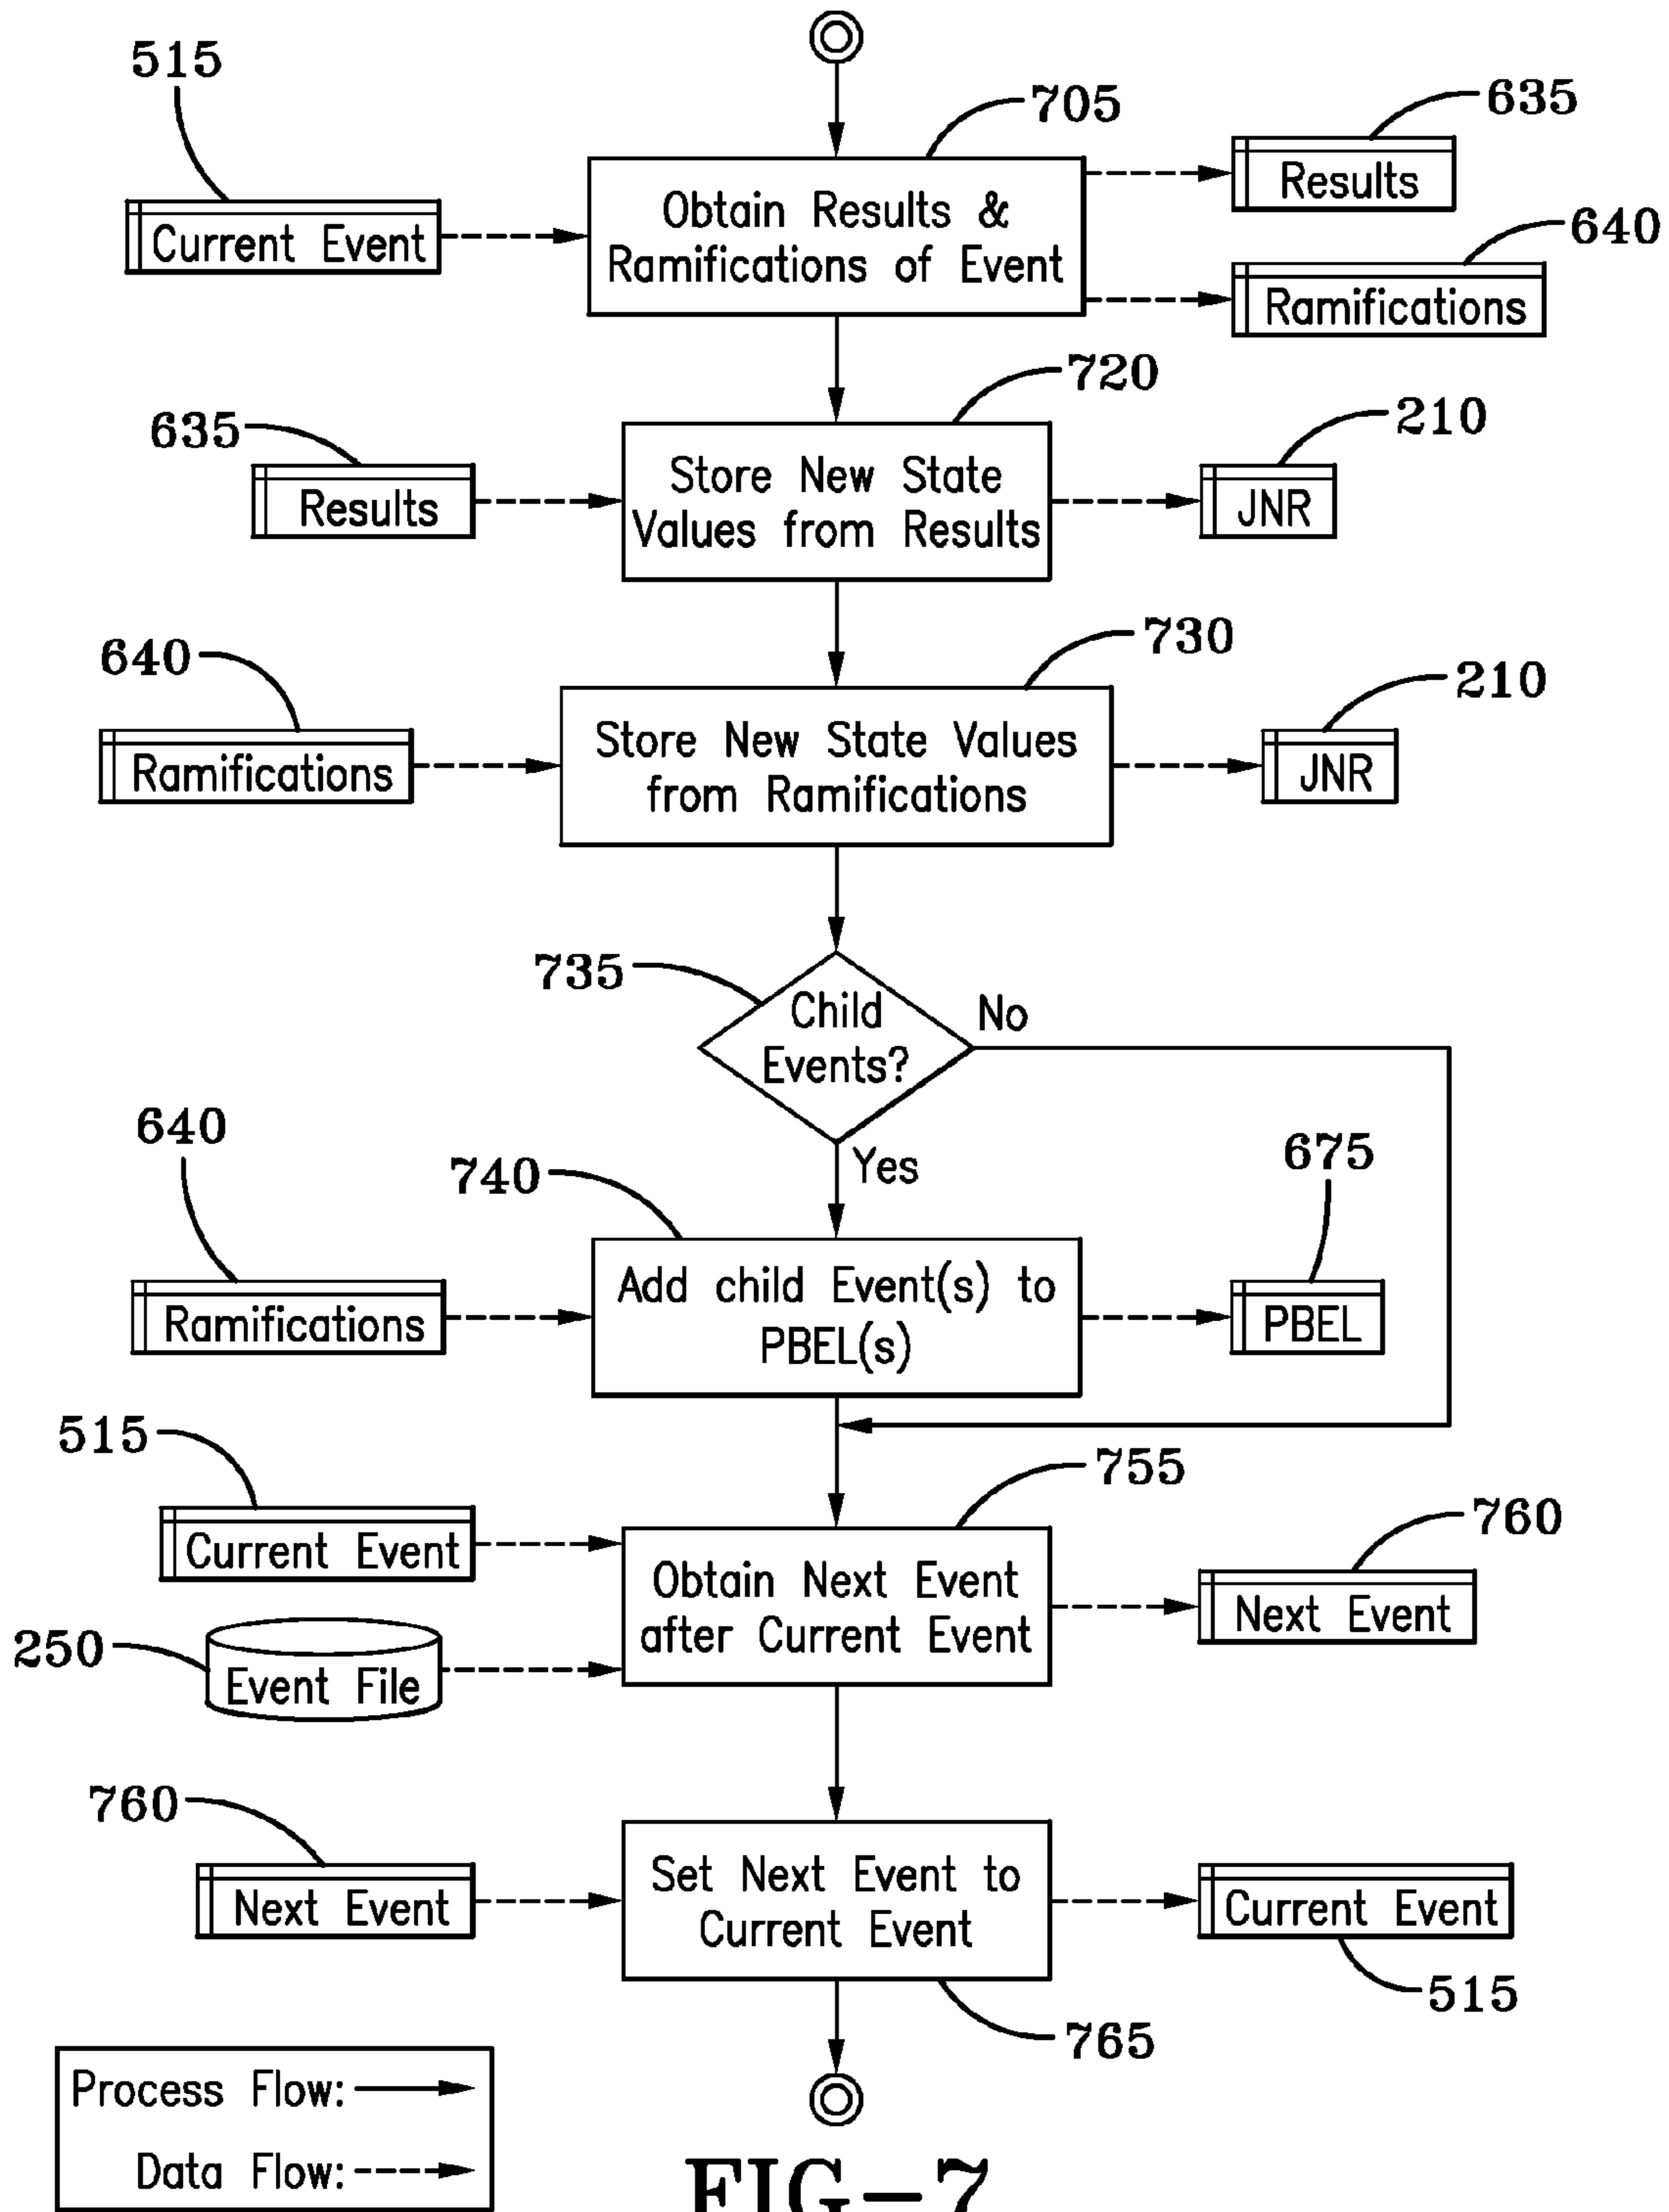 515
705
635
Results
Current Event
Obtain Results &
Ramifications of Event
640
Ramifications
720
635
210
Results
Store New State
Values from Results
JNR
730
640
210
Ramifications
Store New State Values
from Ramifications
JNR
735
Child
Events?
No
Yes
640
740
675
Ramifications
Add child Event(s) to
PBEL(s)
PBEL
515
755
Current Event
760
250
Event File
Obtain Next Event
after Current Event
Next Event
760
Next Event
Set Next Event to
Current Event
Current Event
515
765
Process Flow:
Data Flow:
FIG-7